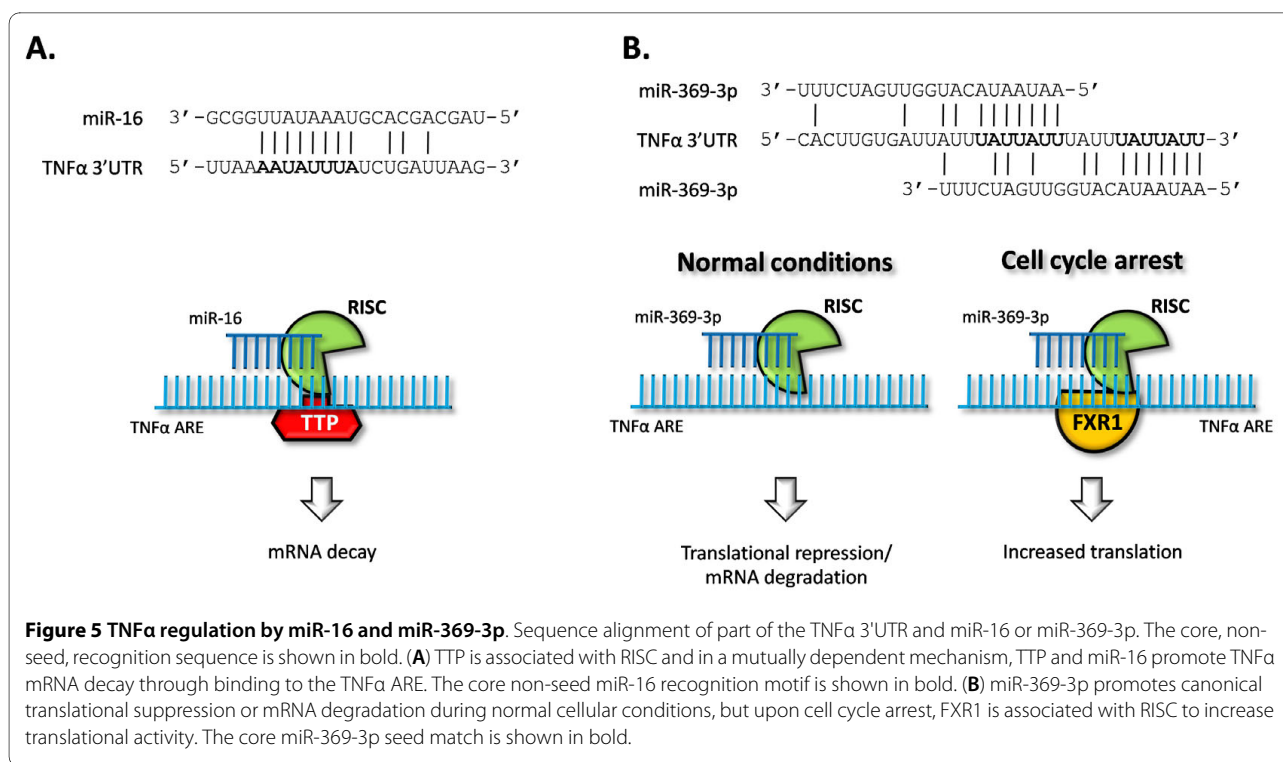 A.
miR-16 3′-GCGGUUAUAAAUGCACGACGAU-5′
TNFα 3'UTR 5′-UUAAAAUAUUUAUCUGAUUAAG-3′
miR-16
RISC
TTP
TNFα ARE
mRNA decay
B.
miR-369-3p 3′-UUUCUAGUUGGUACAUAAUAA-5′
TNFα 3'UTR 5′-CACUUGUGAUUAUUUAUUAUUUAUUUAUUAUU-3′
miR-369-3p 3′-UUUCUAGUUGGUACAUAAUAA-5′
Normal conditions
miR-369-3p
RISC
TNFα ARE
Translational repression/
mRNA degradation
Cell cycle arrest
miR-369-3p
RISC
FXR1
TNFα ARE
Increased translation
Figure 5 TNFα regulation by miR-16 and miR-369-3p. Sequence alignment of part of the TNFα 3'UTR and miR-16 or miR-369-3p. The core, non-
seed, recognition sequence is shown in bold. (A) TTP is associated with RISC and in a mutually dependent mechanism, TTP and miR-16 promote TNFα
mRNA decay through binding to the TNFα ARE. The core non-seed miR-16 recognition motif is shown in bold. (B) miR-369-3p promotes canonical
translational suppression or mRNA degradation during normal cellular conditions, but upon cell cycle arrest, FXR1 is associated with RISC to increase
translational activity. The core miR-369-3p seed match is shown in bold.